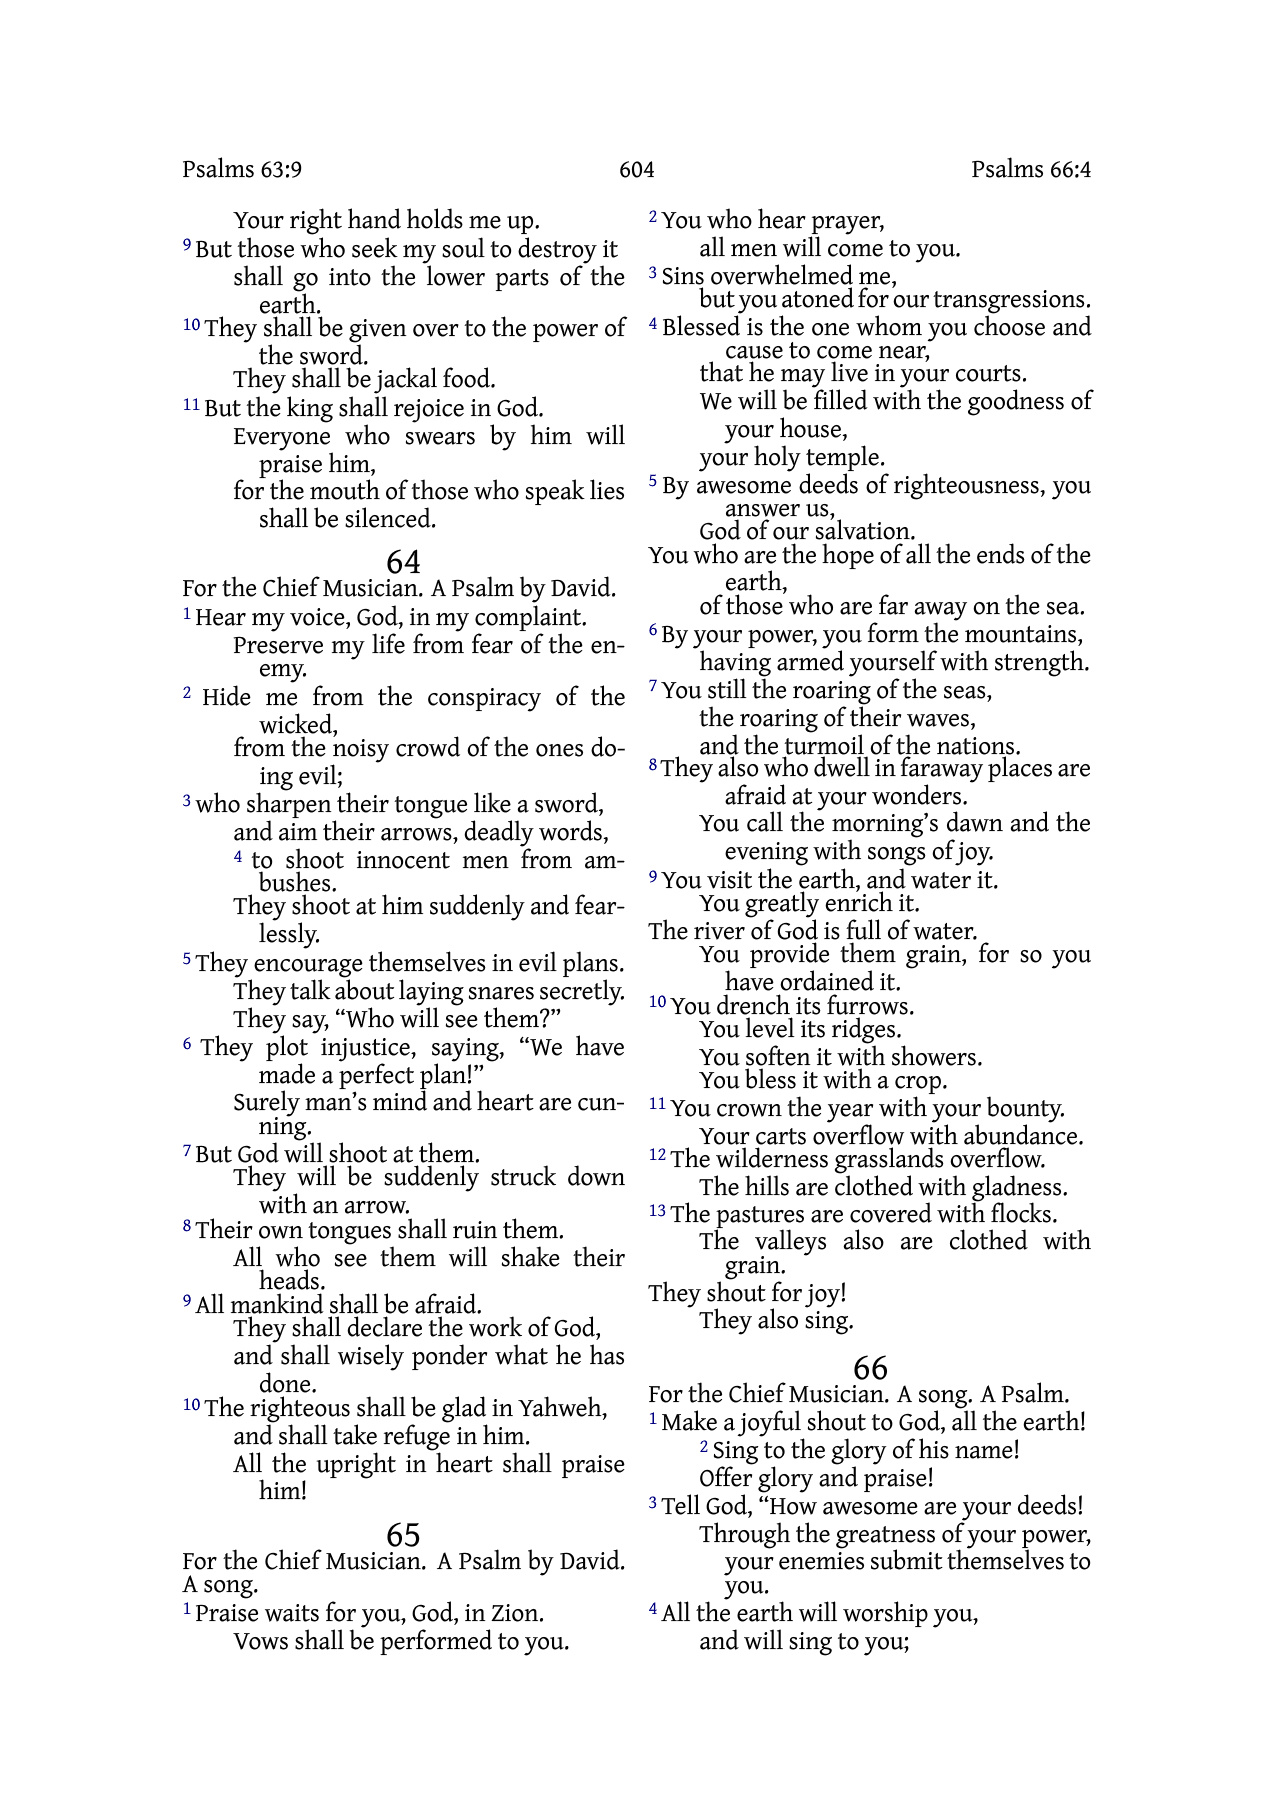 Psalms 63:9 604 Psalms 66:4
Your right hand holds me up.
9 But those who seek my soul to destroy it
shall go into the lower parts of the
earth.
10 They shall be given over to the power of
the sword.
They shall be jackal food.
11 But the king shall rejoice in God.
Everyone who swears by him will
praise him,
for the mouth of those who speak lies
shall be silenced.
64
For the Chief Musician. A Psalm by David.
1 Hear my voice, God, in my complaint.
Preserve my life from fear of the en-
emy.
2 Hide me from the conspiracy of the
wicked,
from the noisy crowd of the ones do-
ing evil;
3 who sharpen their tongue like a sword,
and aim their arrows, deadly words,
4 to shoot innocent men from am-
bushes.
They shoot at him suddenly and fear-
lessly.
5 They encourage themselves in evil plans.
They talk about laying snares secretly.
They say, “Who will see them?”
6 They plot injustice, saying, “We have
made a perfect plan!”
Surely man’s mind and heart are cun-
ning.
7 But God will shoot at them.
They will be suddenly struck down
with an arrow.
8 Their own tongues shall ruin them.
All who see them will shake their
heads.
9 All mankind shall be afraid.
They shall declare the work of God,
and shall wisely ponder what he has
done.
10 The righteous shall be glad in Yahweh,
and shall take refuge in him.
All the upright in heart shall praise
him!
65
For the Chief Musician. A Psalm by David.
A song.
1 Praise waits for you, God, in Zion.
Vows shall be performed to you.
2 You who hear prayer,
all men will come to you.
3 Sins overwhelmed me,
but you atoned for our transgressions.
4 Blessed is the one whom you choose and
cause to come near,
that he may live in your courts.
We will be filled with the goodness of
your house,
your holy temple.
5 By awesome deeds of righteousness, you
answer us,
God of our salvation.
You who are the hope of all the ends of the
earth,
of those who are far away on the sea.
6 By your power, you form the mountains,
having armed yourself with strength.
7 You still the roaring of the seas,
the roaring of their waves,
and the turmoil of the nations.
8 They also who dwell in faraway places are
afraid at your wonders.
You call the morning’s dawn and the
evening with songs of joy.
9 You visit the earth, and water it.
You greatly enrich it.
The river of God is full of water.
You provide them grain, for so you
have ordained it.
10 You drench its furrows.
You level its ridges.
You soften it with showers.
You bless it with a crop.
11 You crown the year with your bounty.
Your carts overflow with abundance.
12 The wilderness grasslands overflow.
The hills are clothed with gladness.
13 The pastures are covered with flocks.
The valleys also are clothed with
grain.
They shout for joy!
They also sing.
66
For the Chief Musician. A song. A Psalm.
1 Make a joyful shout to God, all the earth!
2 Sing to the glory of his name!
Offer glory and praise!
3 Tell God, “How awesome are your deeds!
Through the greatness of your power,
your enemies submit themselves to
you.
4 All the earth will worship you,
and will sing to you;